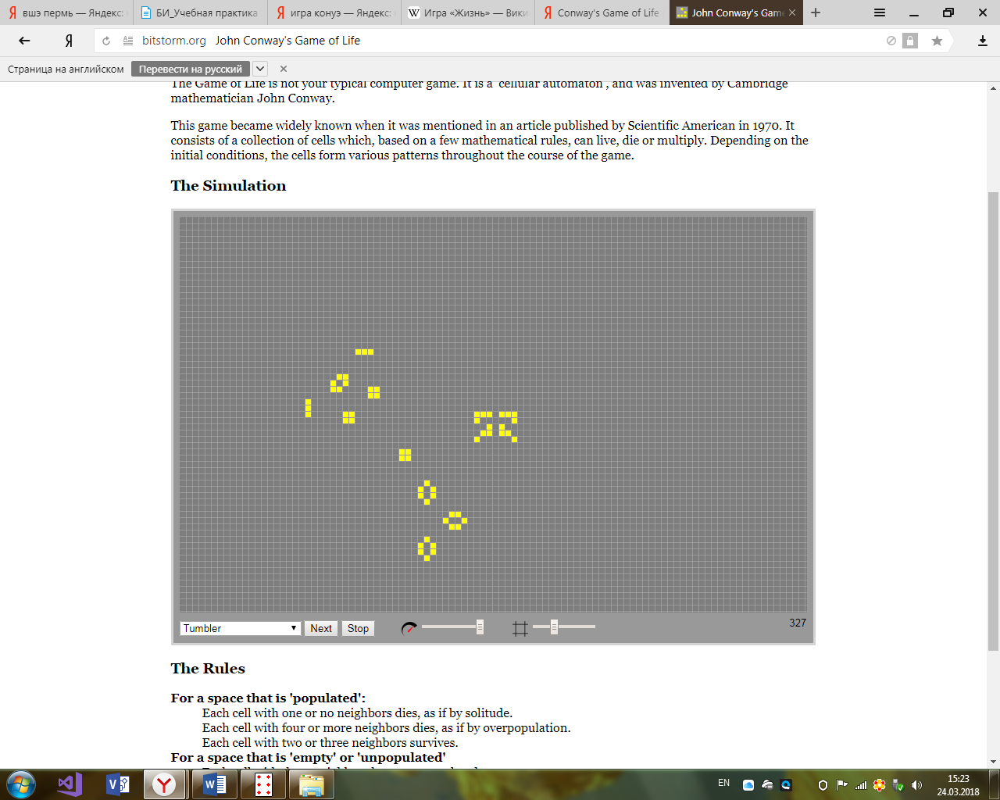 вшэ пермь — Яндекс:
БИ_Учебная практика
игра конуэ — Яндекс:
Игра «Жизнь» — Вики
Conway's Game of Life
John Conway's Gam
bitstorm.org John Conway's Game of Life
Страница на английском Перевести на русский
The Game of Life is not your typical computer game. It is a 'cellular automaton', and was invented by Cambridge
mathematician John Conway.
This game became widely known when it was mentioned in an article published by Scientific American in 1970. It
consists of a collection of cells which, based on a few mathematical rules, can live, die or multiply. Depending on the
initial conditions, the cells form various patterns throughout the course of the game.
The Simulation
Tumbler Next Stop 327
The Rules
For a space that is 'populated':
Each cell with one or no neighbors dies, as if by solitude.
Each cell with four or more neighbors dies, as if by overpopulation.
Each cell with two or three neighbors survives.
For a space that is 'empty' or 'unpopulated'
EN
15:23
24.03.2018